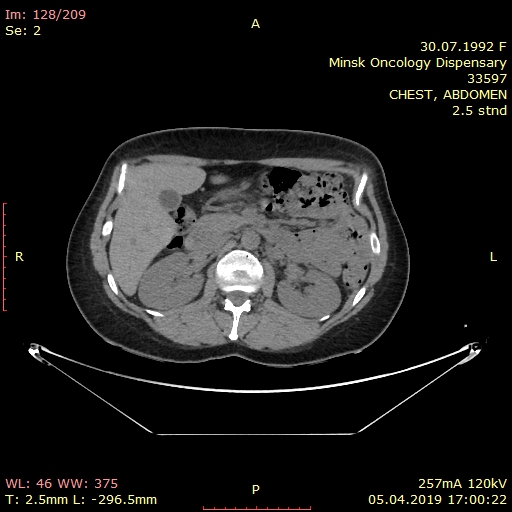 Im: 128/209
Se: 2
A
30.07.1992 F
Minsk Oncology Dispensary
33597
CHEST, ABDOMEN
2.5 stnd
R
L
WL: 46 WW: 375
T: 2.5mm L: -296.5mm
P
257mA 120kV
05.04.2019 17:00:22